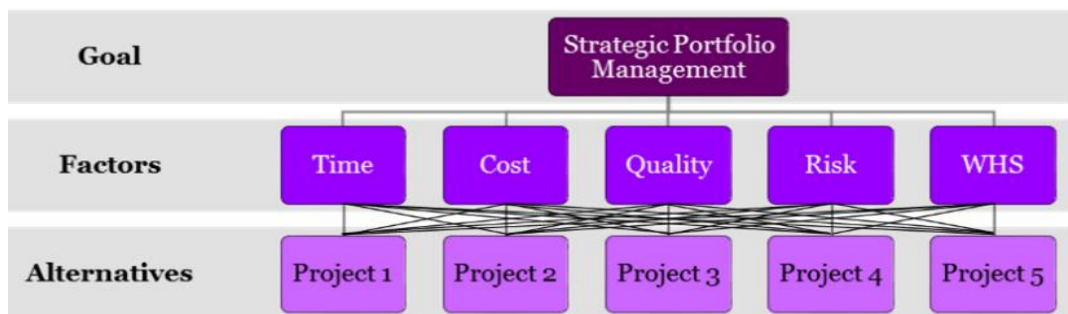 Goal
Strategic Portfolio
Management
Factors
Time
Cost
Quality
Risk
WHS
Alternatives
Project 1
Project 2
Project 3
Project 4
Project 5